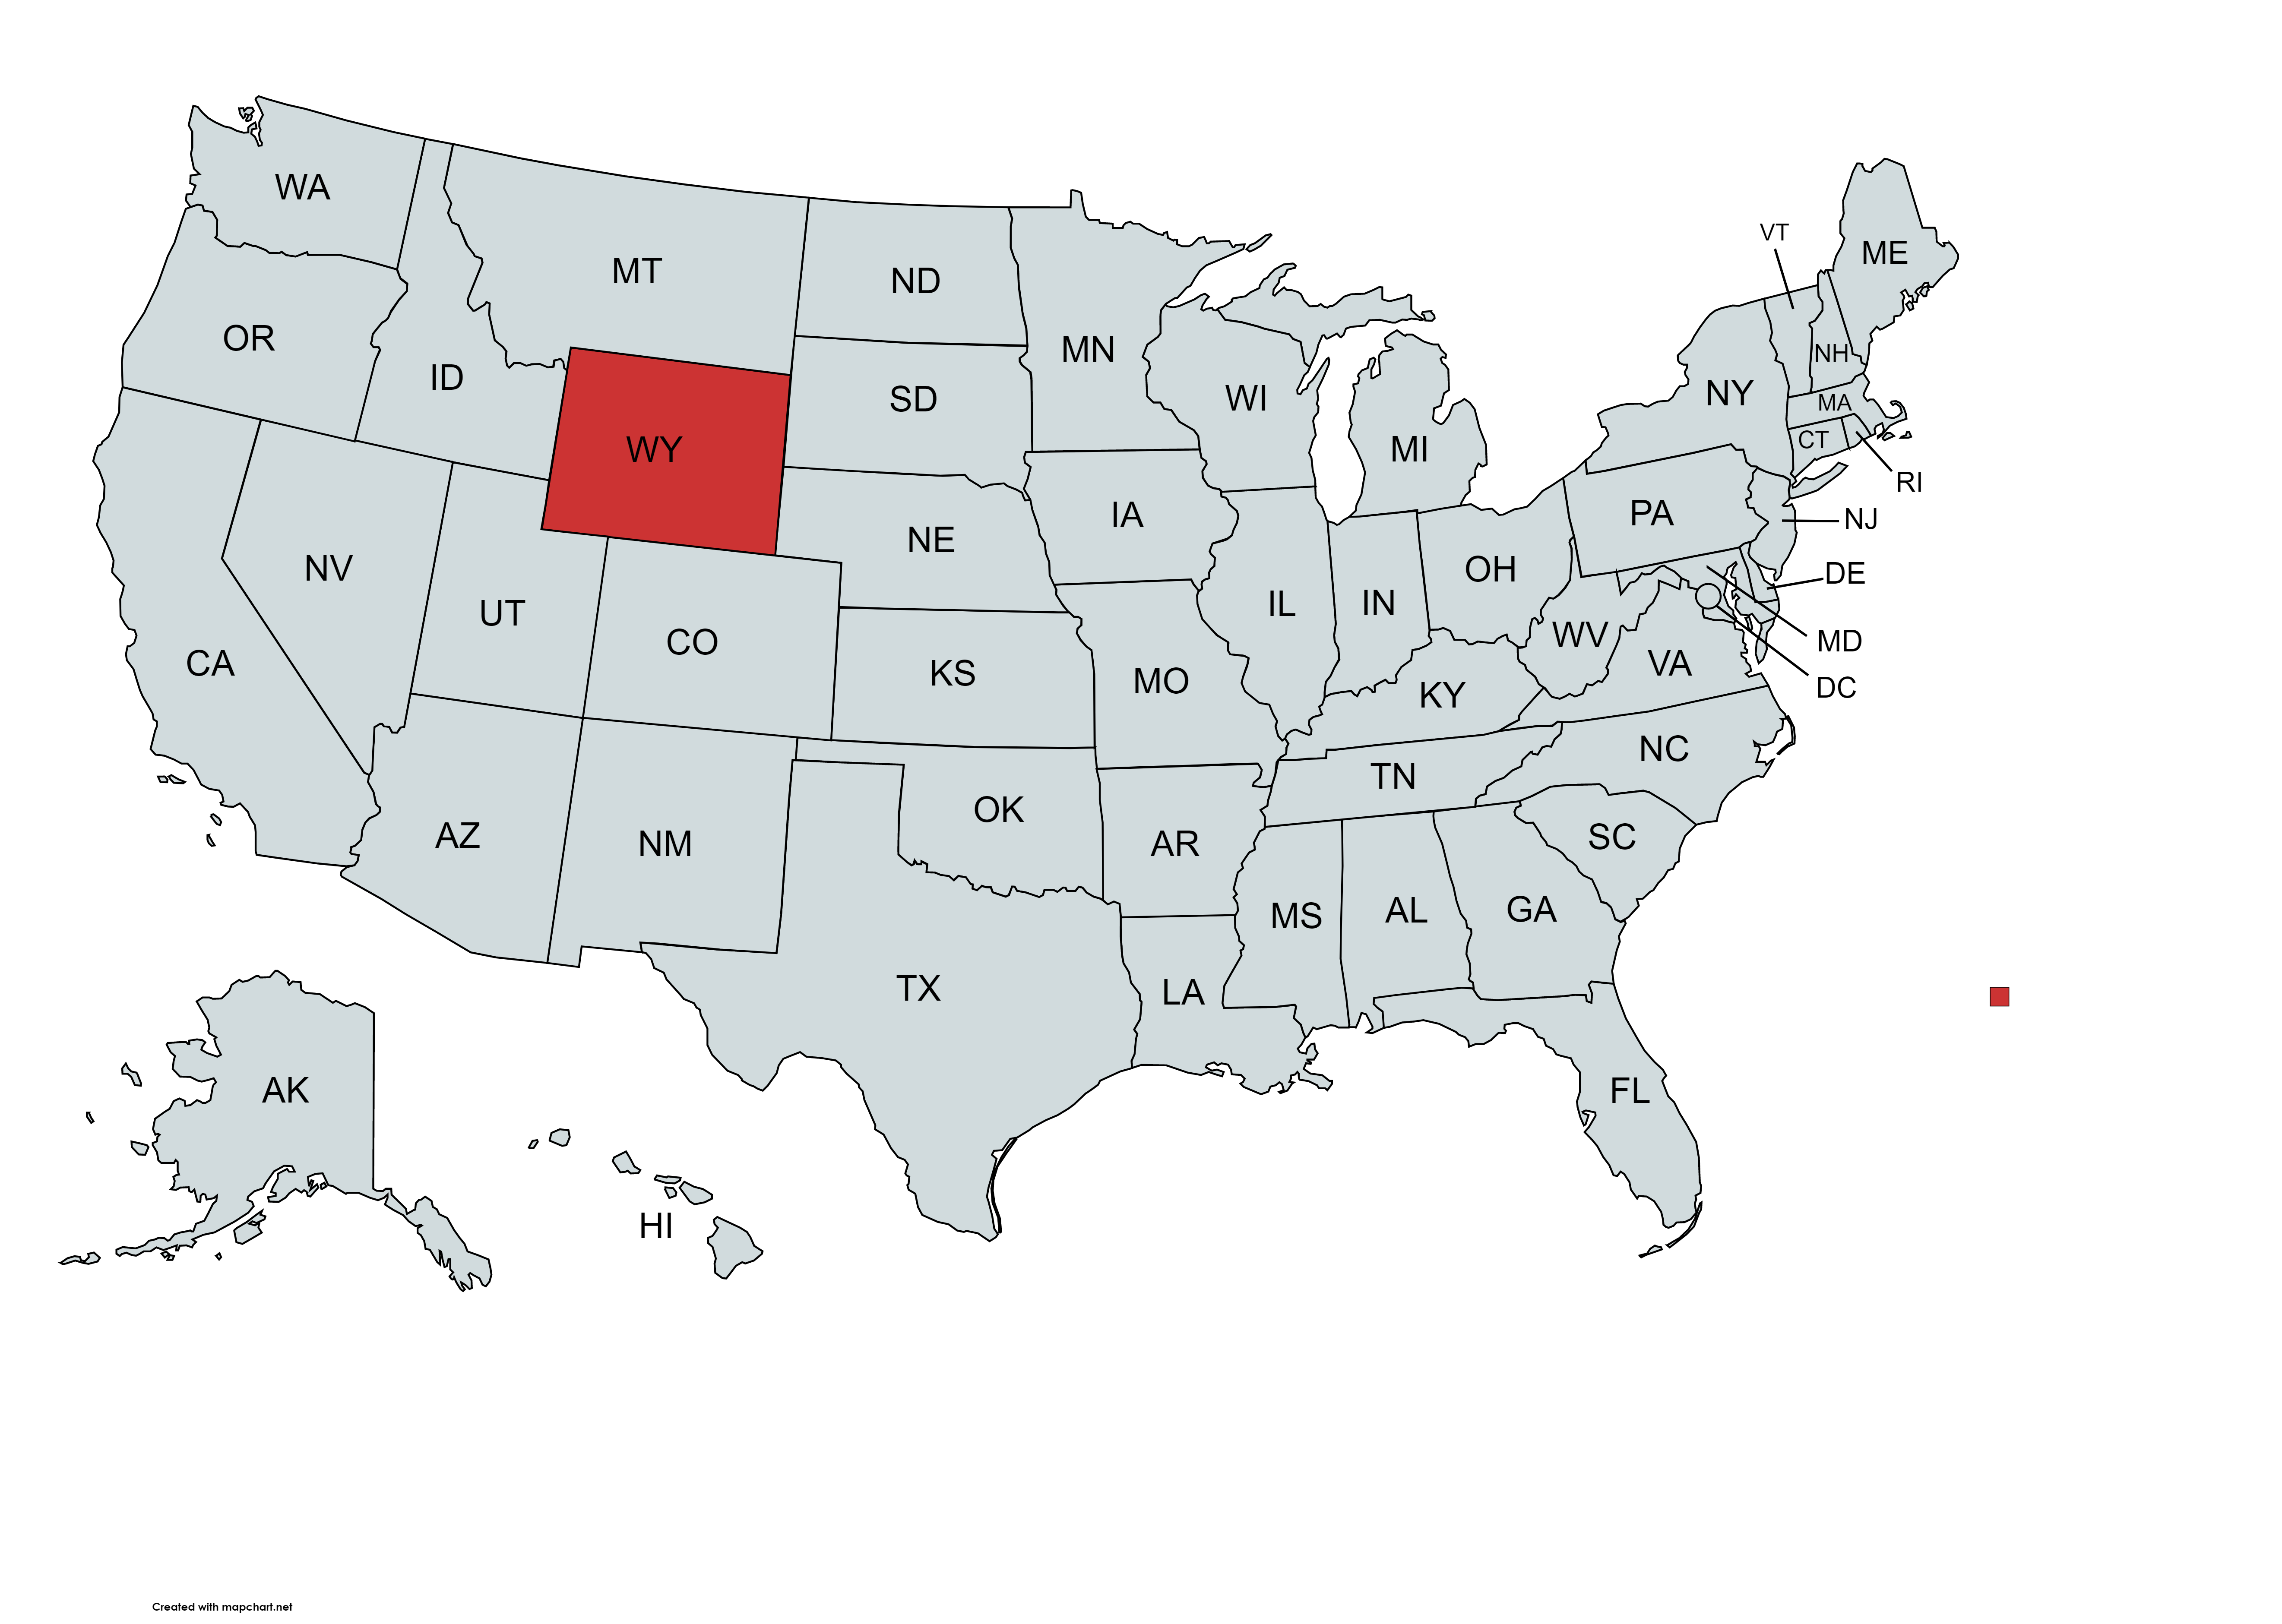 WA
MT
ND
MN
VT
ME
OR
ID
WY
SD
WI
MI
NY
NH
MA
CT
RI
NV
UT
CO
NE
IA
IL
IN
OH
PA
NJ
DE
MD
DC
CA
KS
MO
KY
WV
VA
AZ
NM
OK
AR
TN
NC
SC
TX
LA
MS
AL
GA
FL
AK
HI
Created with mapchart.net